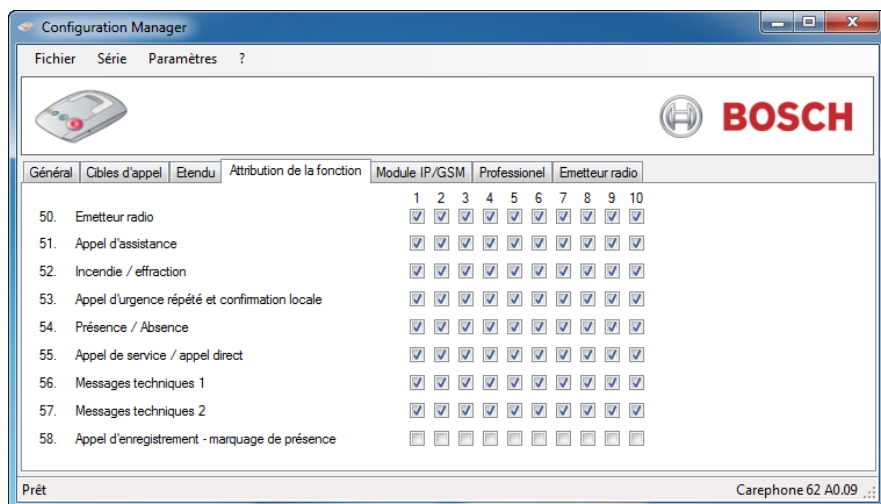 Configuration Manager
Fichier Série Paramètres ?
BOSCH
Général Cibles d'appel Etendu Attribution de la fonction Module IP/GSM Professionel Emetteur radio
1 2 3 4 5 6 7 8 9 10
50. Emetteur radio
51. Appel d'assistance
52. Incendie / effraction
53. Appel d'urgence répété et confirmation locale
54. Présence / Absence
55. Appel de service / appel direct
56. Messages techniques 1
57. Messages techniques 2
58. Appel d'enregistrement - marquage de présence
Prêt Carephone 62 A0.09